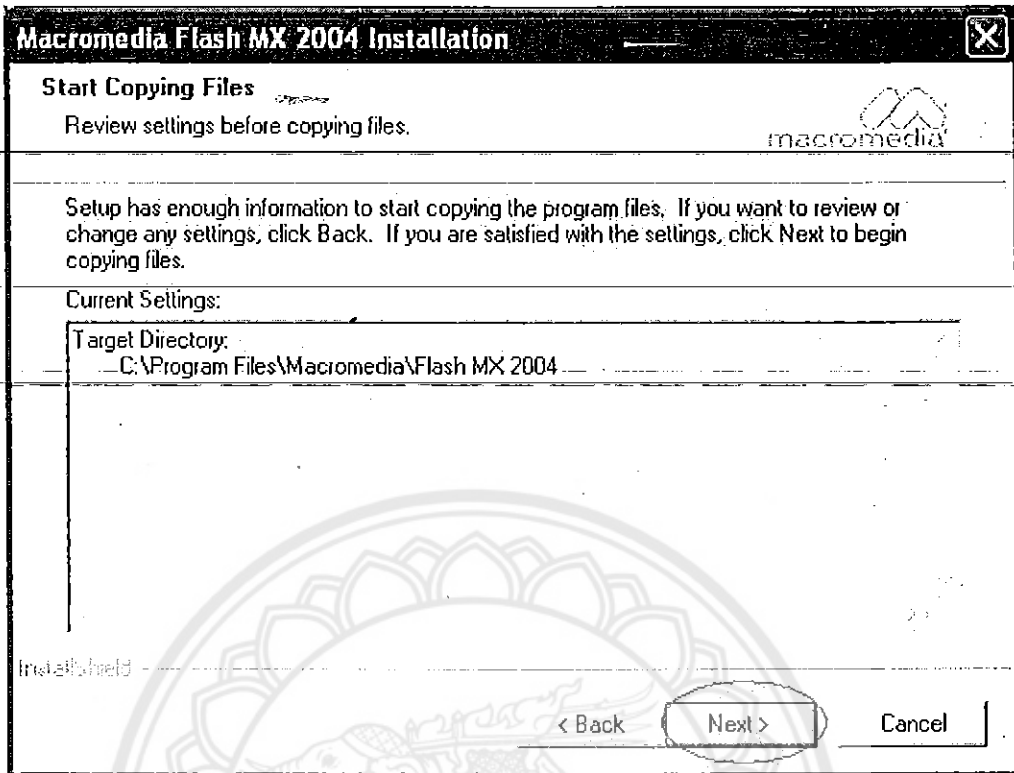 Macromedia Flash MX 2004 Installation
Start Copying Files
Review settings before copying files.
macromedia
Setup has enough information to start copying the program files. If you want to review or
change any settings, click Back. If you are satisfied with the settings, click Next to begin
copying files.
Current Settings:
Target Directory:
C:\Program Files\Macromedia\Flash MX 2004
InstallShield
< Back Next > Cancel